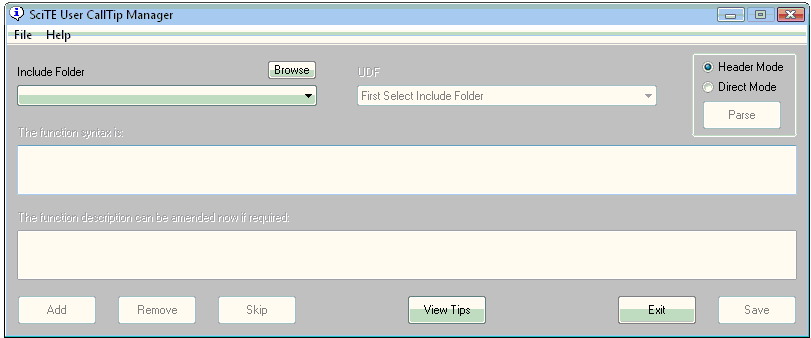 SciTE User CallTip Manager
File Help
Include Folder
Browse
UDF
First Select Include Folder
Header Mode
Direct Mode
Parse
The function syntax is:
The function description can be amended now if required:
Add Remove Skip View Tips Exit Save